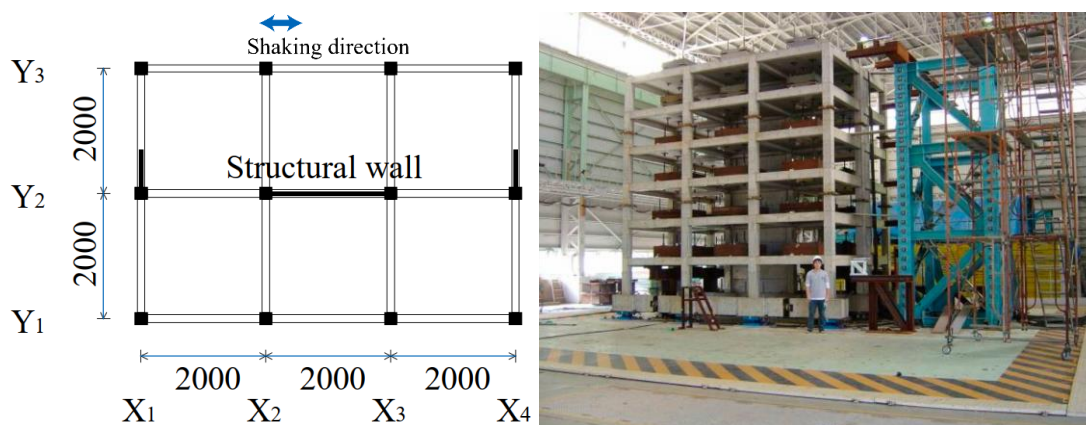 Shaking direction
Y3
2000
Structural wall
Y2
2000
Y1
2000 2000 2000
X1 X2 X3 X4